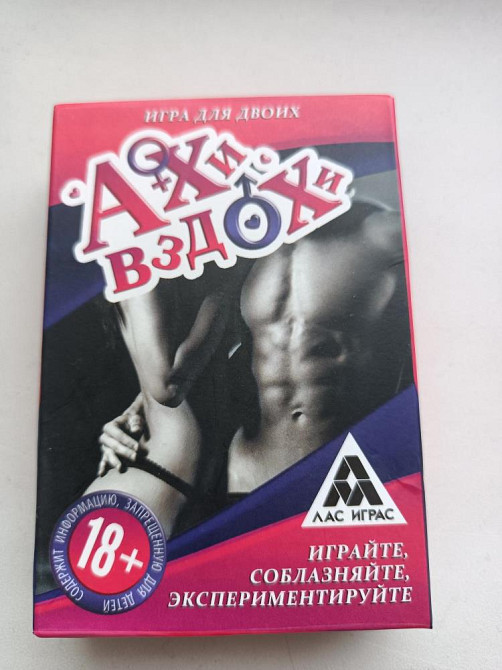 ИГРА ДЛЯ ДВОИХ
АХи
ВЗДОХи
ЛАС ИГРАС
СОДЕРЖИТ ИНФОРМАЦИЮ, ЗАПРЕЩЕННУЮ ДЛЯ ДЕТЕЙ
18+
ИГРАЙТЕ,
СОБЛАЗНЯЙТЕ,
ЭКСПЕРИМЕНТИРУЙТЕ